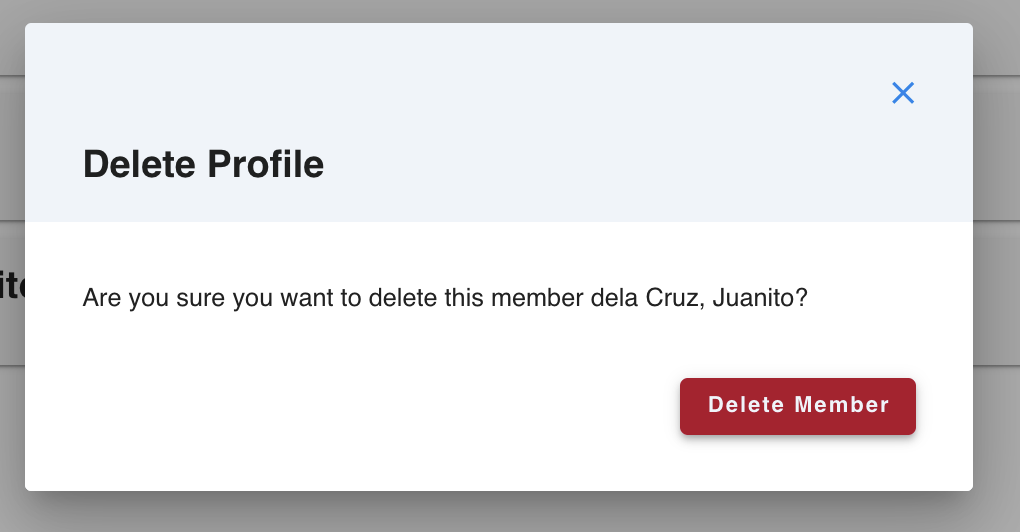 Delete Profile
Are you sure you want to delete this member dela Cruz, Juanito?
Delete Member